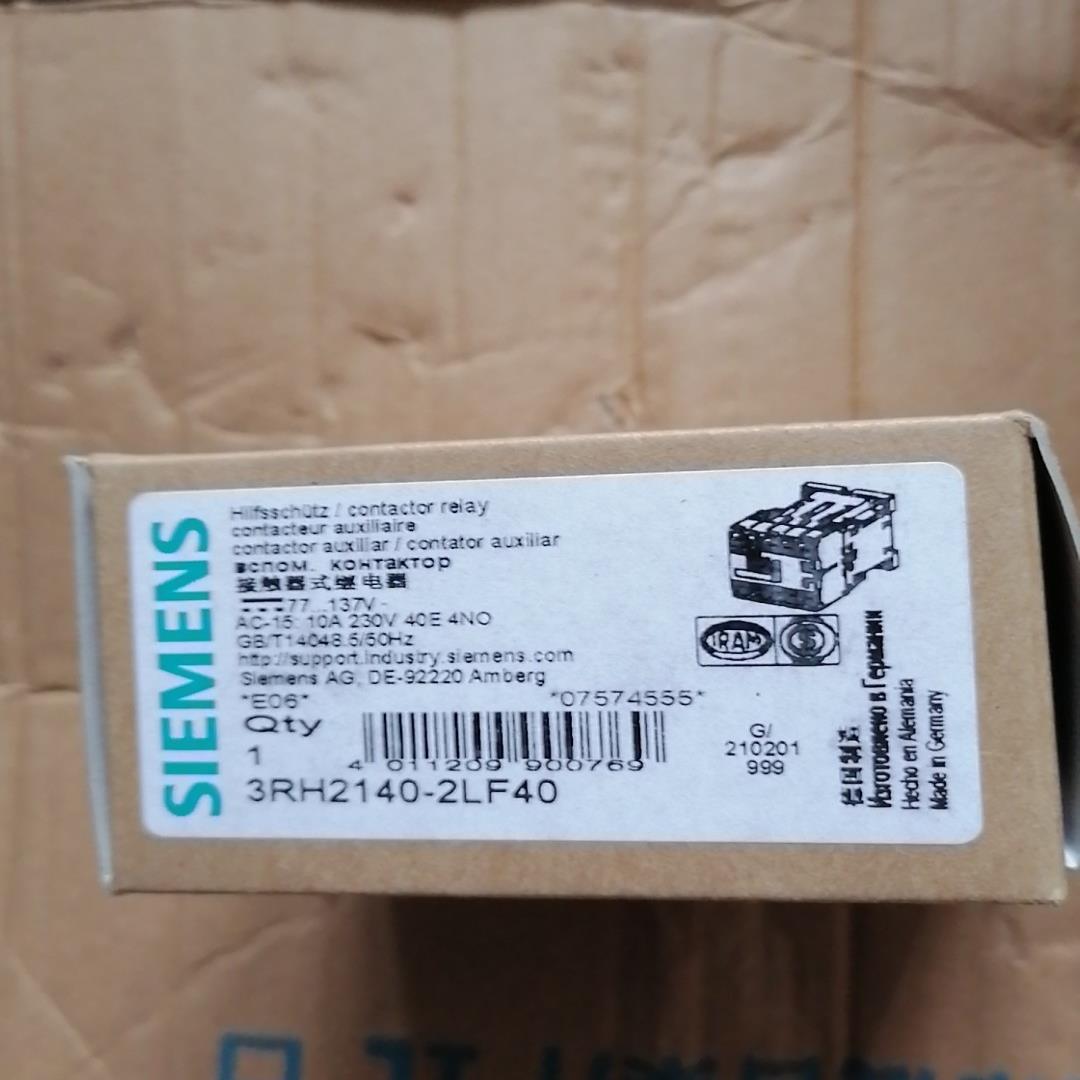 SIEMENS
Hilfsschütz / contactor relay
contacteur auxiliaire
contactor auxiliar / contator auxiliar
вспом. контактор
接触器式继电器
77...137V
AC-15: 10A 230V 40E 4NO
GB/T14048.5/50Hz
http://support.industry.siemens.com
Siemens AG, DE-92220 Amberg
*E06* *07574555*
Qty
1
4 011209 900769
3RH2140-2LF40
IRAM
G/
210201
999
德国制造
Изготовлено в Германии
Hecho en Alemania
Made in Germany